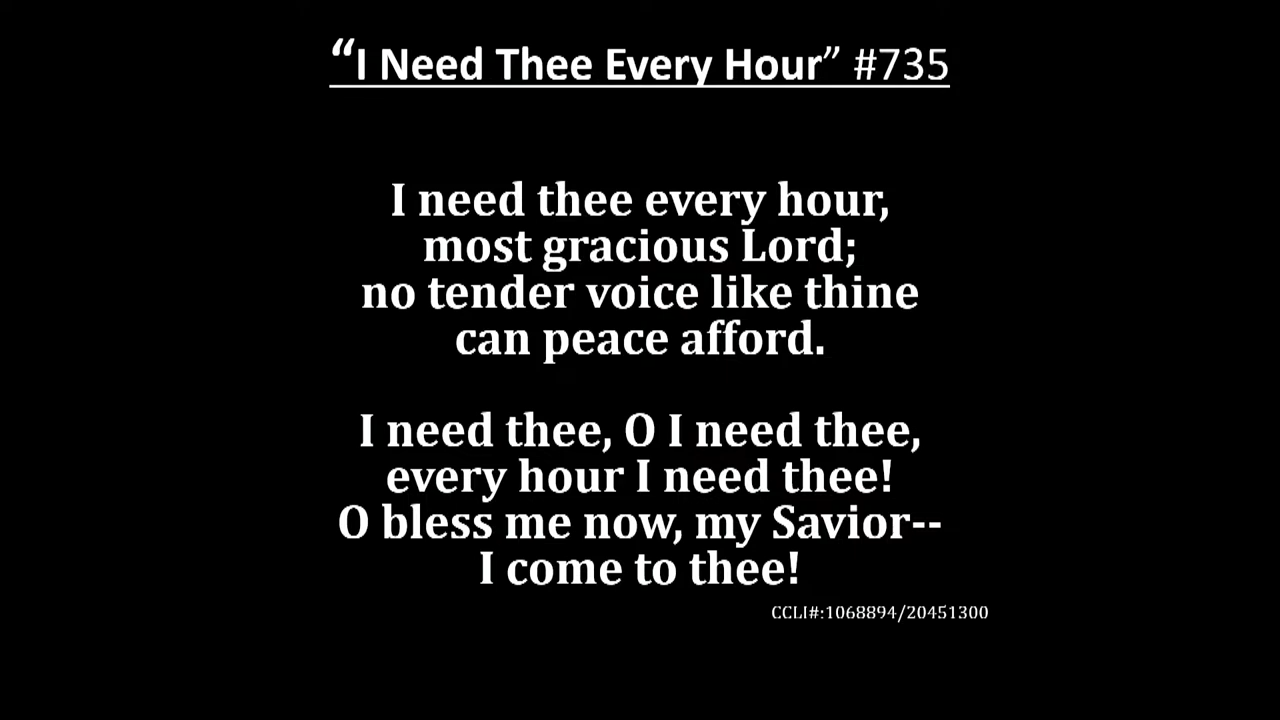 “I Need Thee Every Hour” #735
I need thee every hour,
most gracious Lord;
no tender voice like thine
can peace afford.
I need thee, O I need thee,
every hour I need thee!
O bless me now, my Savior--
I come to thee!
CCLI#:1068894/20451300